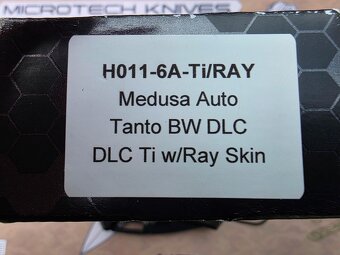 MICROTECH KNIVES
H011-6A-Ti/RAY
Medusa Auto
Tanto BW DLC
DLC Ti w/Ray Skin